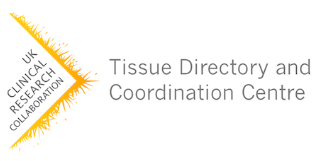 UK
CLINICAL
RESEARCH
COLLABORATION
Tissue Directory and
Coordination Centre